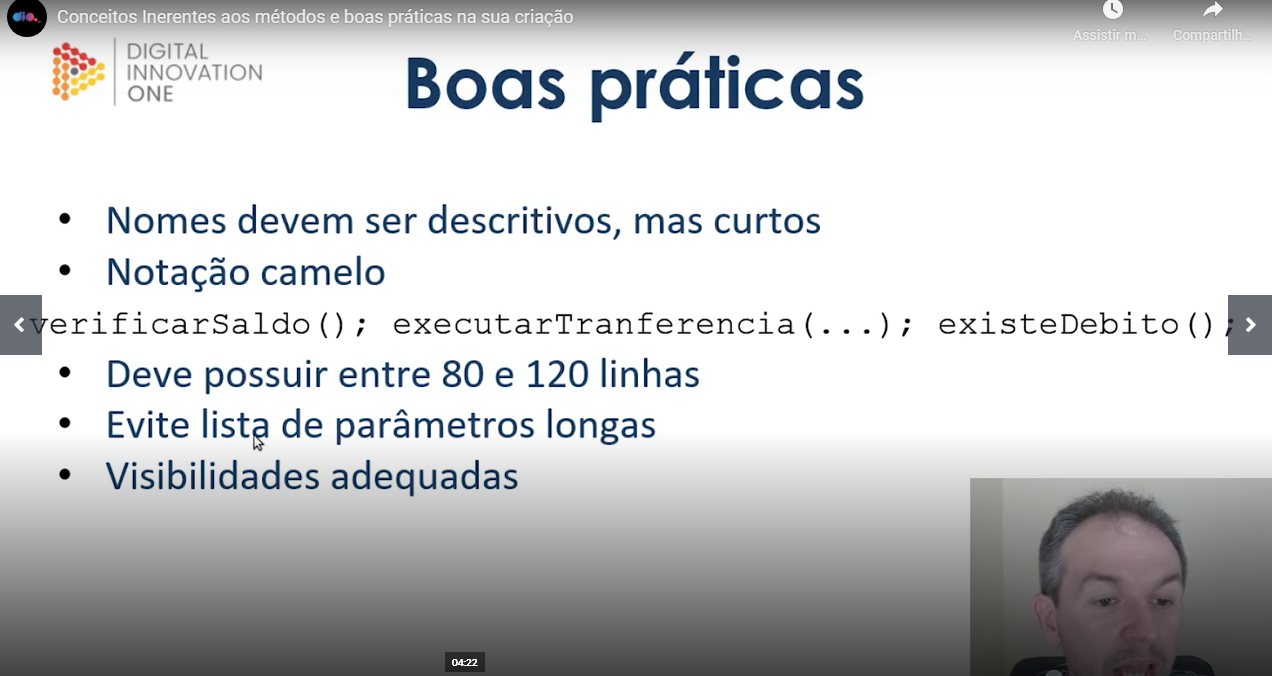 dio.
Conceitos Inerentes aos métodos e boas práticas na sua criação
Assistir m...
Compartilh...
DIGITAL
INNOVATION
ONE
Boas práticas
• Nomes devem ser descritivos, mas curtos
• Notação camelo
verificarSaldo(); executarTranferencia(...); existeDebito();
• Deve possuir entre 80 e 120 linhas
• Evite lista de parâmetros longas
• Visibilidades adequadas
04:22